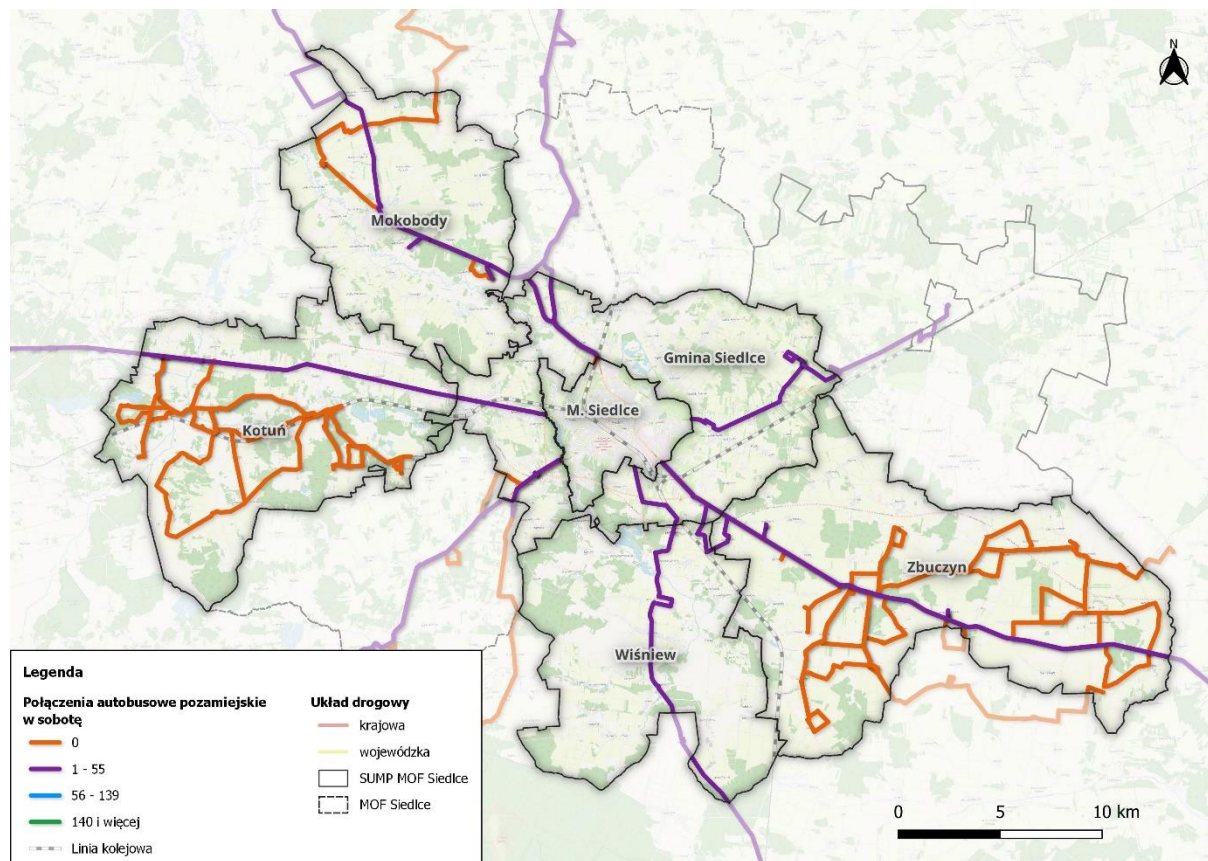 N
Mokobody
Gmina Siedlce
M. Siedlce
Kotuń
Zbuczyn
Wiśniew
Legenda
Połączenia autobusowe pozamiejskie
w sobotę
0
1 - 55
56 - 139
140 i więcej
Linia kolejowa
Układ drogowy
krajowa
wojewódzka
SUMP MOF Siedlce
MOF Siedlce
0 5 10 km